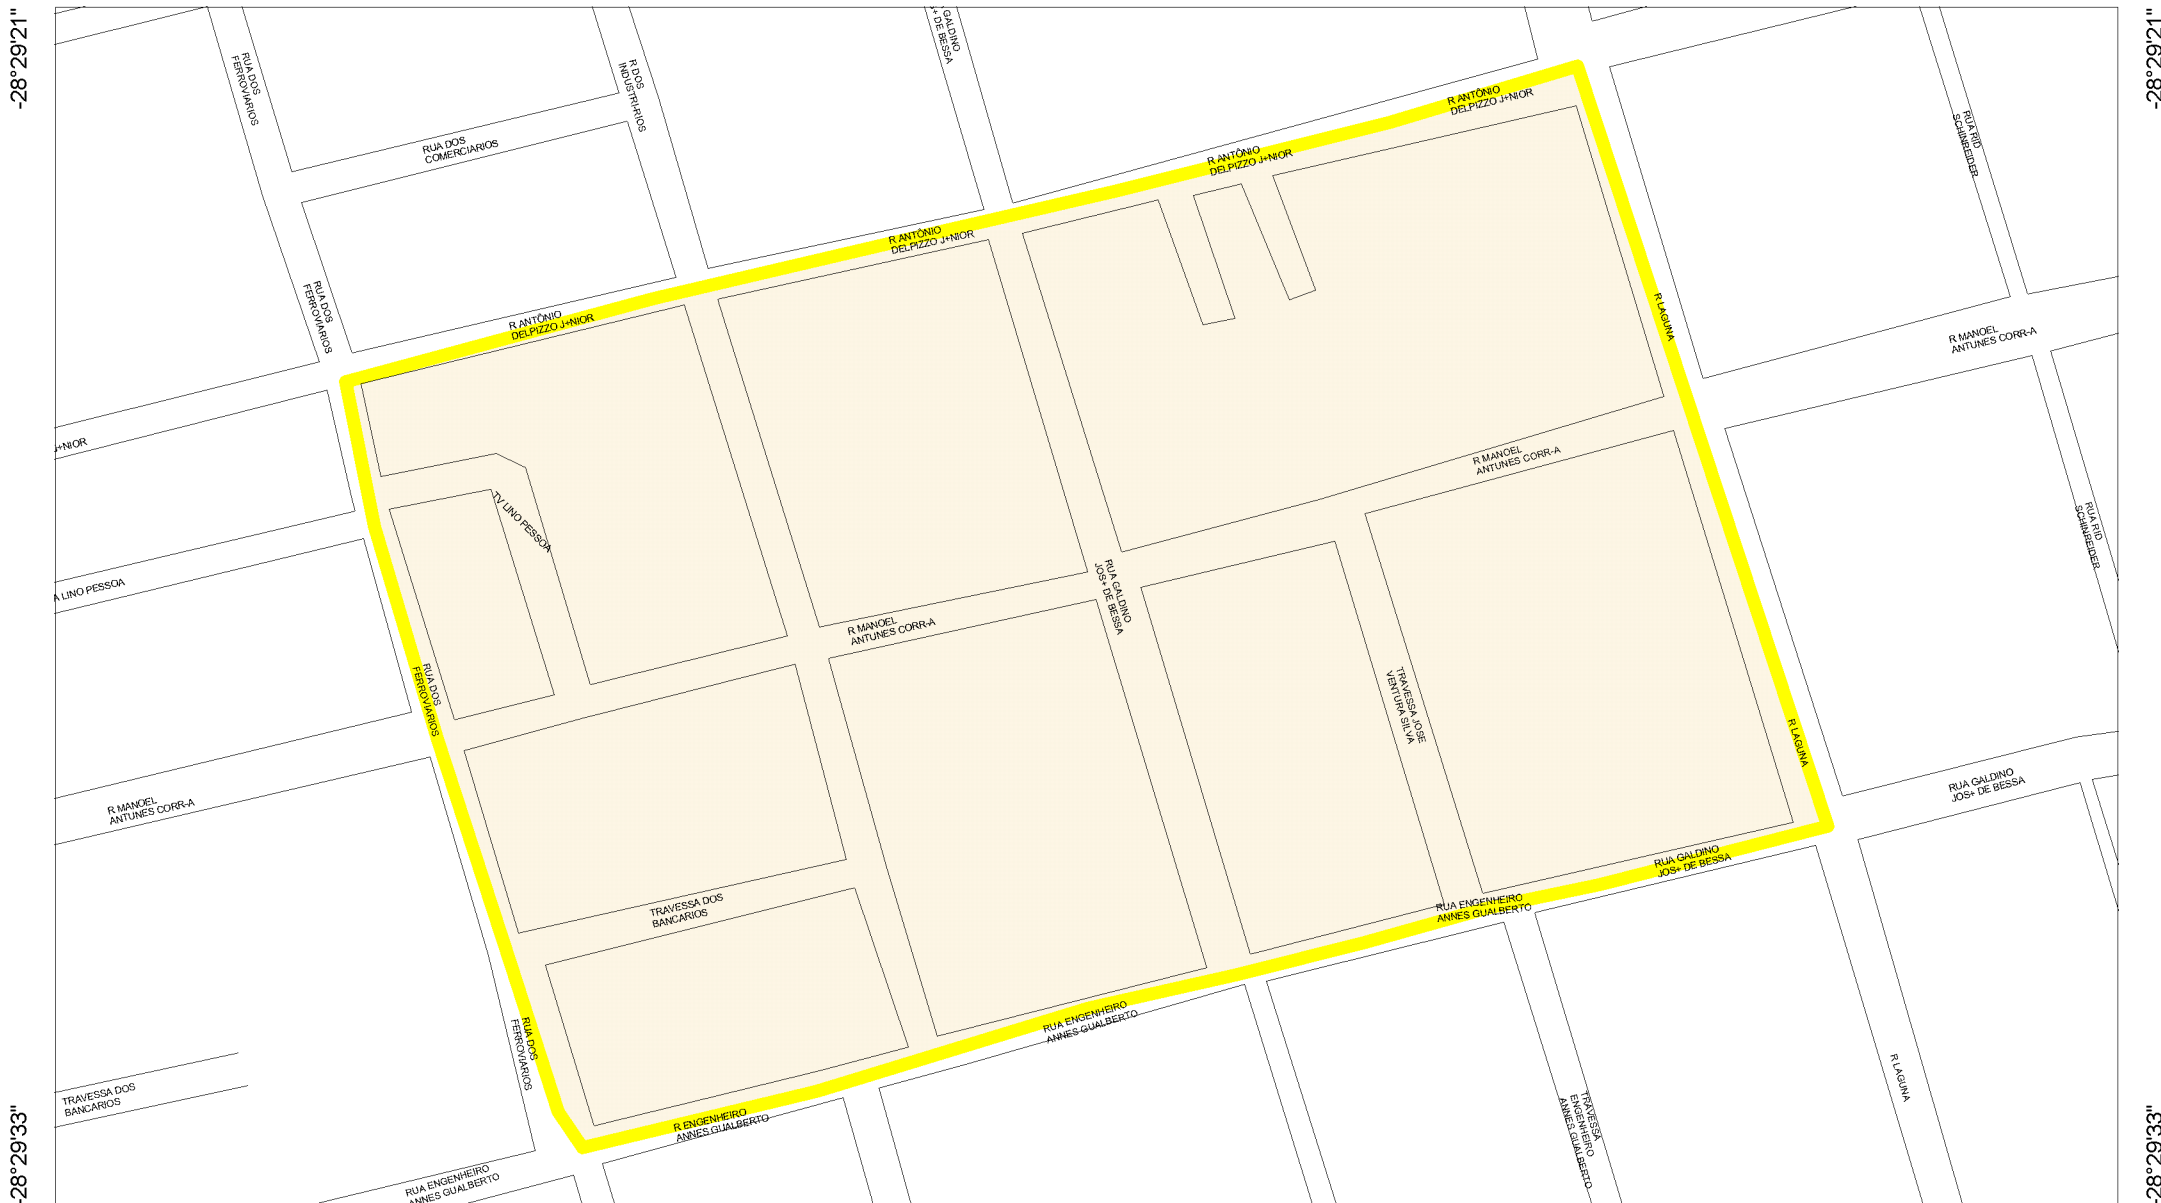 -28°29'21"
-28°29'21"
GALDINO
DE BESSA
RUA DOS
FERROVIARIOS
R DOS
INDUSTRI-RIOS
R ANTÔNIO
DELPIZZO J+NIOR
RUA DOS
COMERCIARIOS
RUA RID
SCHNREIDER
R ANTÔNIO
DELPIZZO J+NIOR
R ANTÔNIO
DELPIZZO J+NIOR
RUA DOS
FERROVIARIOS
R ANTÔNIO
DELPIZZO J+NIOR
R LAGUNA
R MANOEL
ANTUNES CORR-A
J+NIOR
R MANOEL
ANTUNES CORR-A
TV LINO PESSOA
RUA RID
SCHNREIDER
A LINO PESSOA
RUA GALDINO
JOS+ DE BESSA
R MANOEL
ANTUNES CORR-A
RUA DOS
FERROVIARIOS
TRAVESSA JOSE
VENTURA SILVA
R LAGUNA
RUA GALDINO
JOS+ DE BESSA
R MANOEL
ANTUNES CORR-A
RUA GALDINO
JOS+ DE BESSA
TRAVESSA DOS
BANCARIOS
RUA ENGENHEIRO
ANNES GUALBERTO
RUA ENGENHEIRO
ANNES GUALBERTO
RUA DOS
FERROVIARIOS
R LAGUNA
TRAVESSA DOS
BANCARIOS
R ENGENHEIRO
ANNES GUALBERTO
TRAVESSA
ENGENHEIRO
ANNES GUALBERTO
RUA ENGENHEIRO
ANNES GUALBERTO
-28°29'33"
-28°29'33"